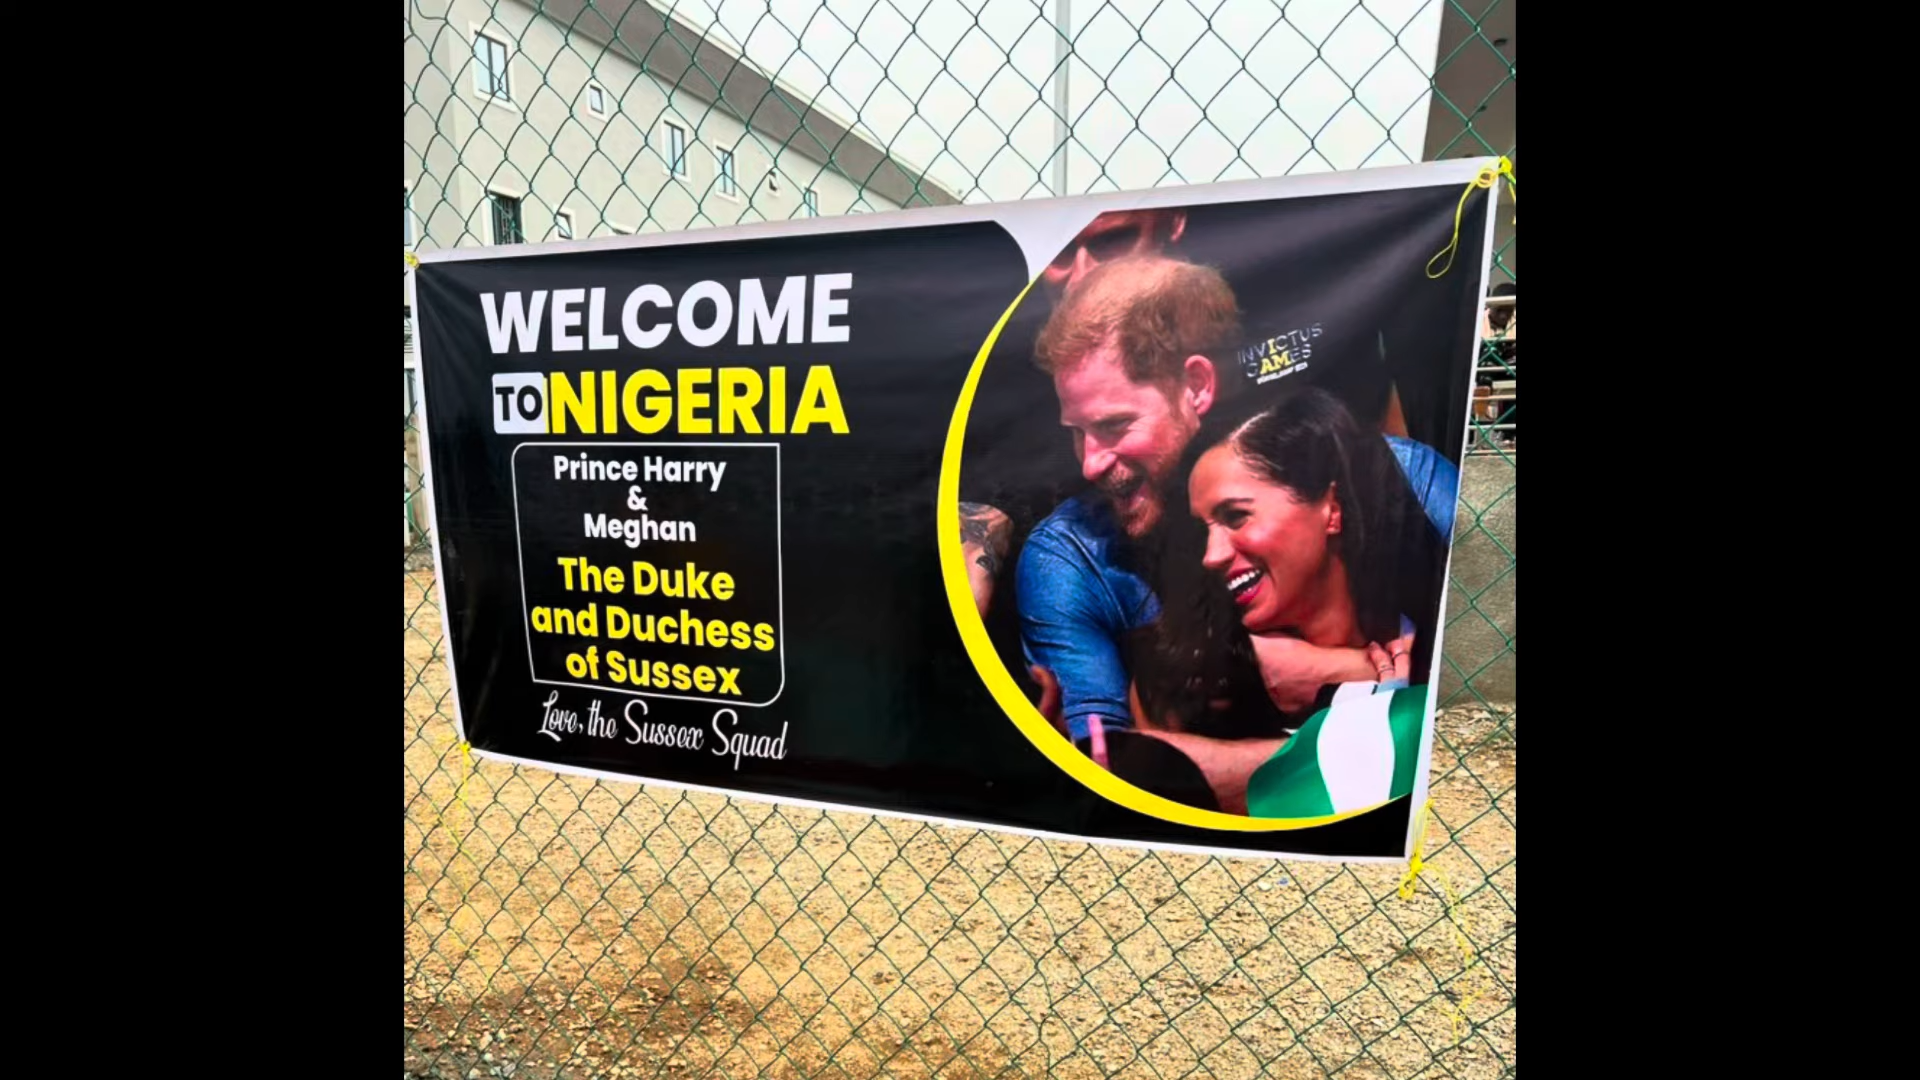 WELCOME
TO NIGERIA
Prince Harry
&
Meghan
The Duke
and Duchess
of Sussex
Love, the Sussex Squad
INVICTUS
GAMES